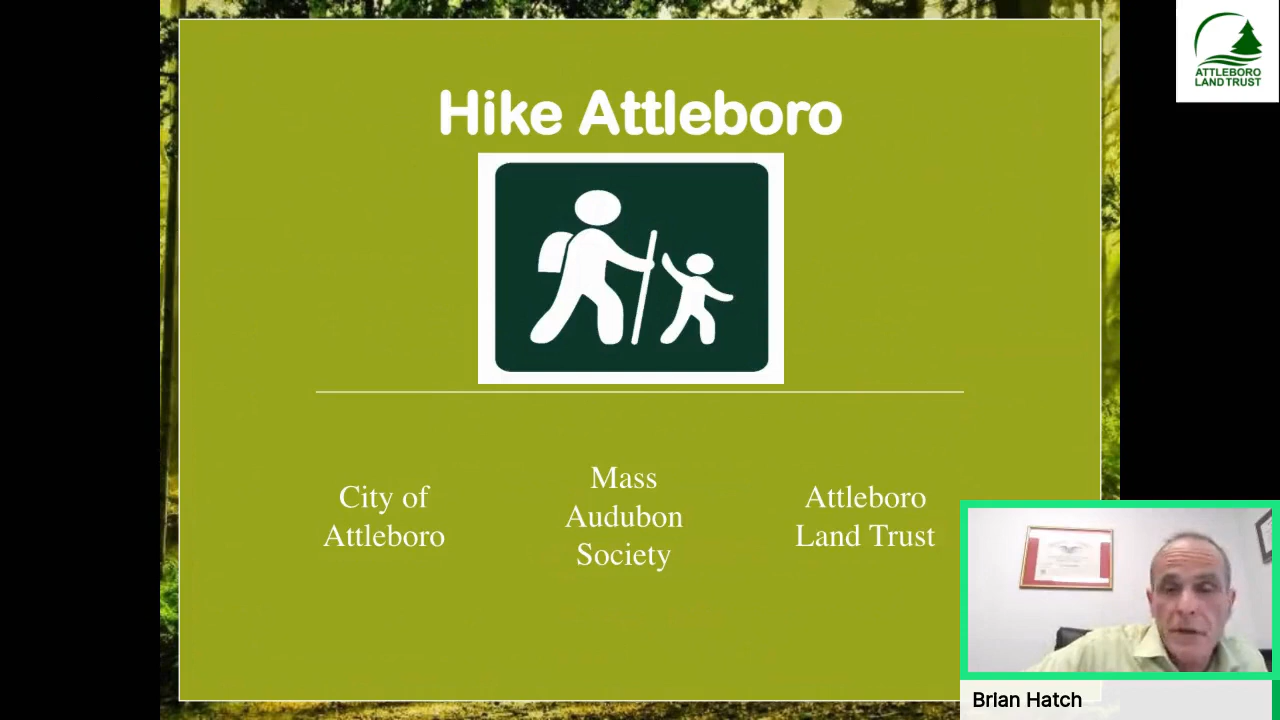 Hike Attleboro
City of
Attleboro
Mass
Audubon
Society
Attleboro
Land Trust
ATTLEBORO
LAND TRUST
Brian Hatch